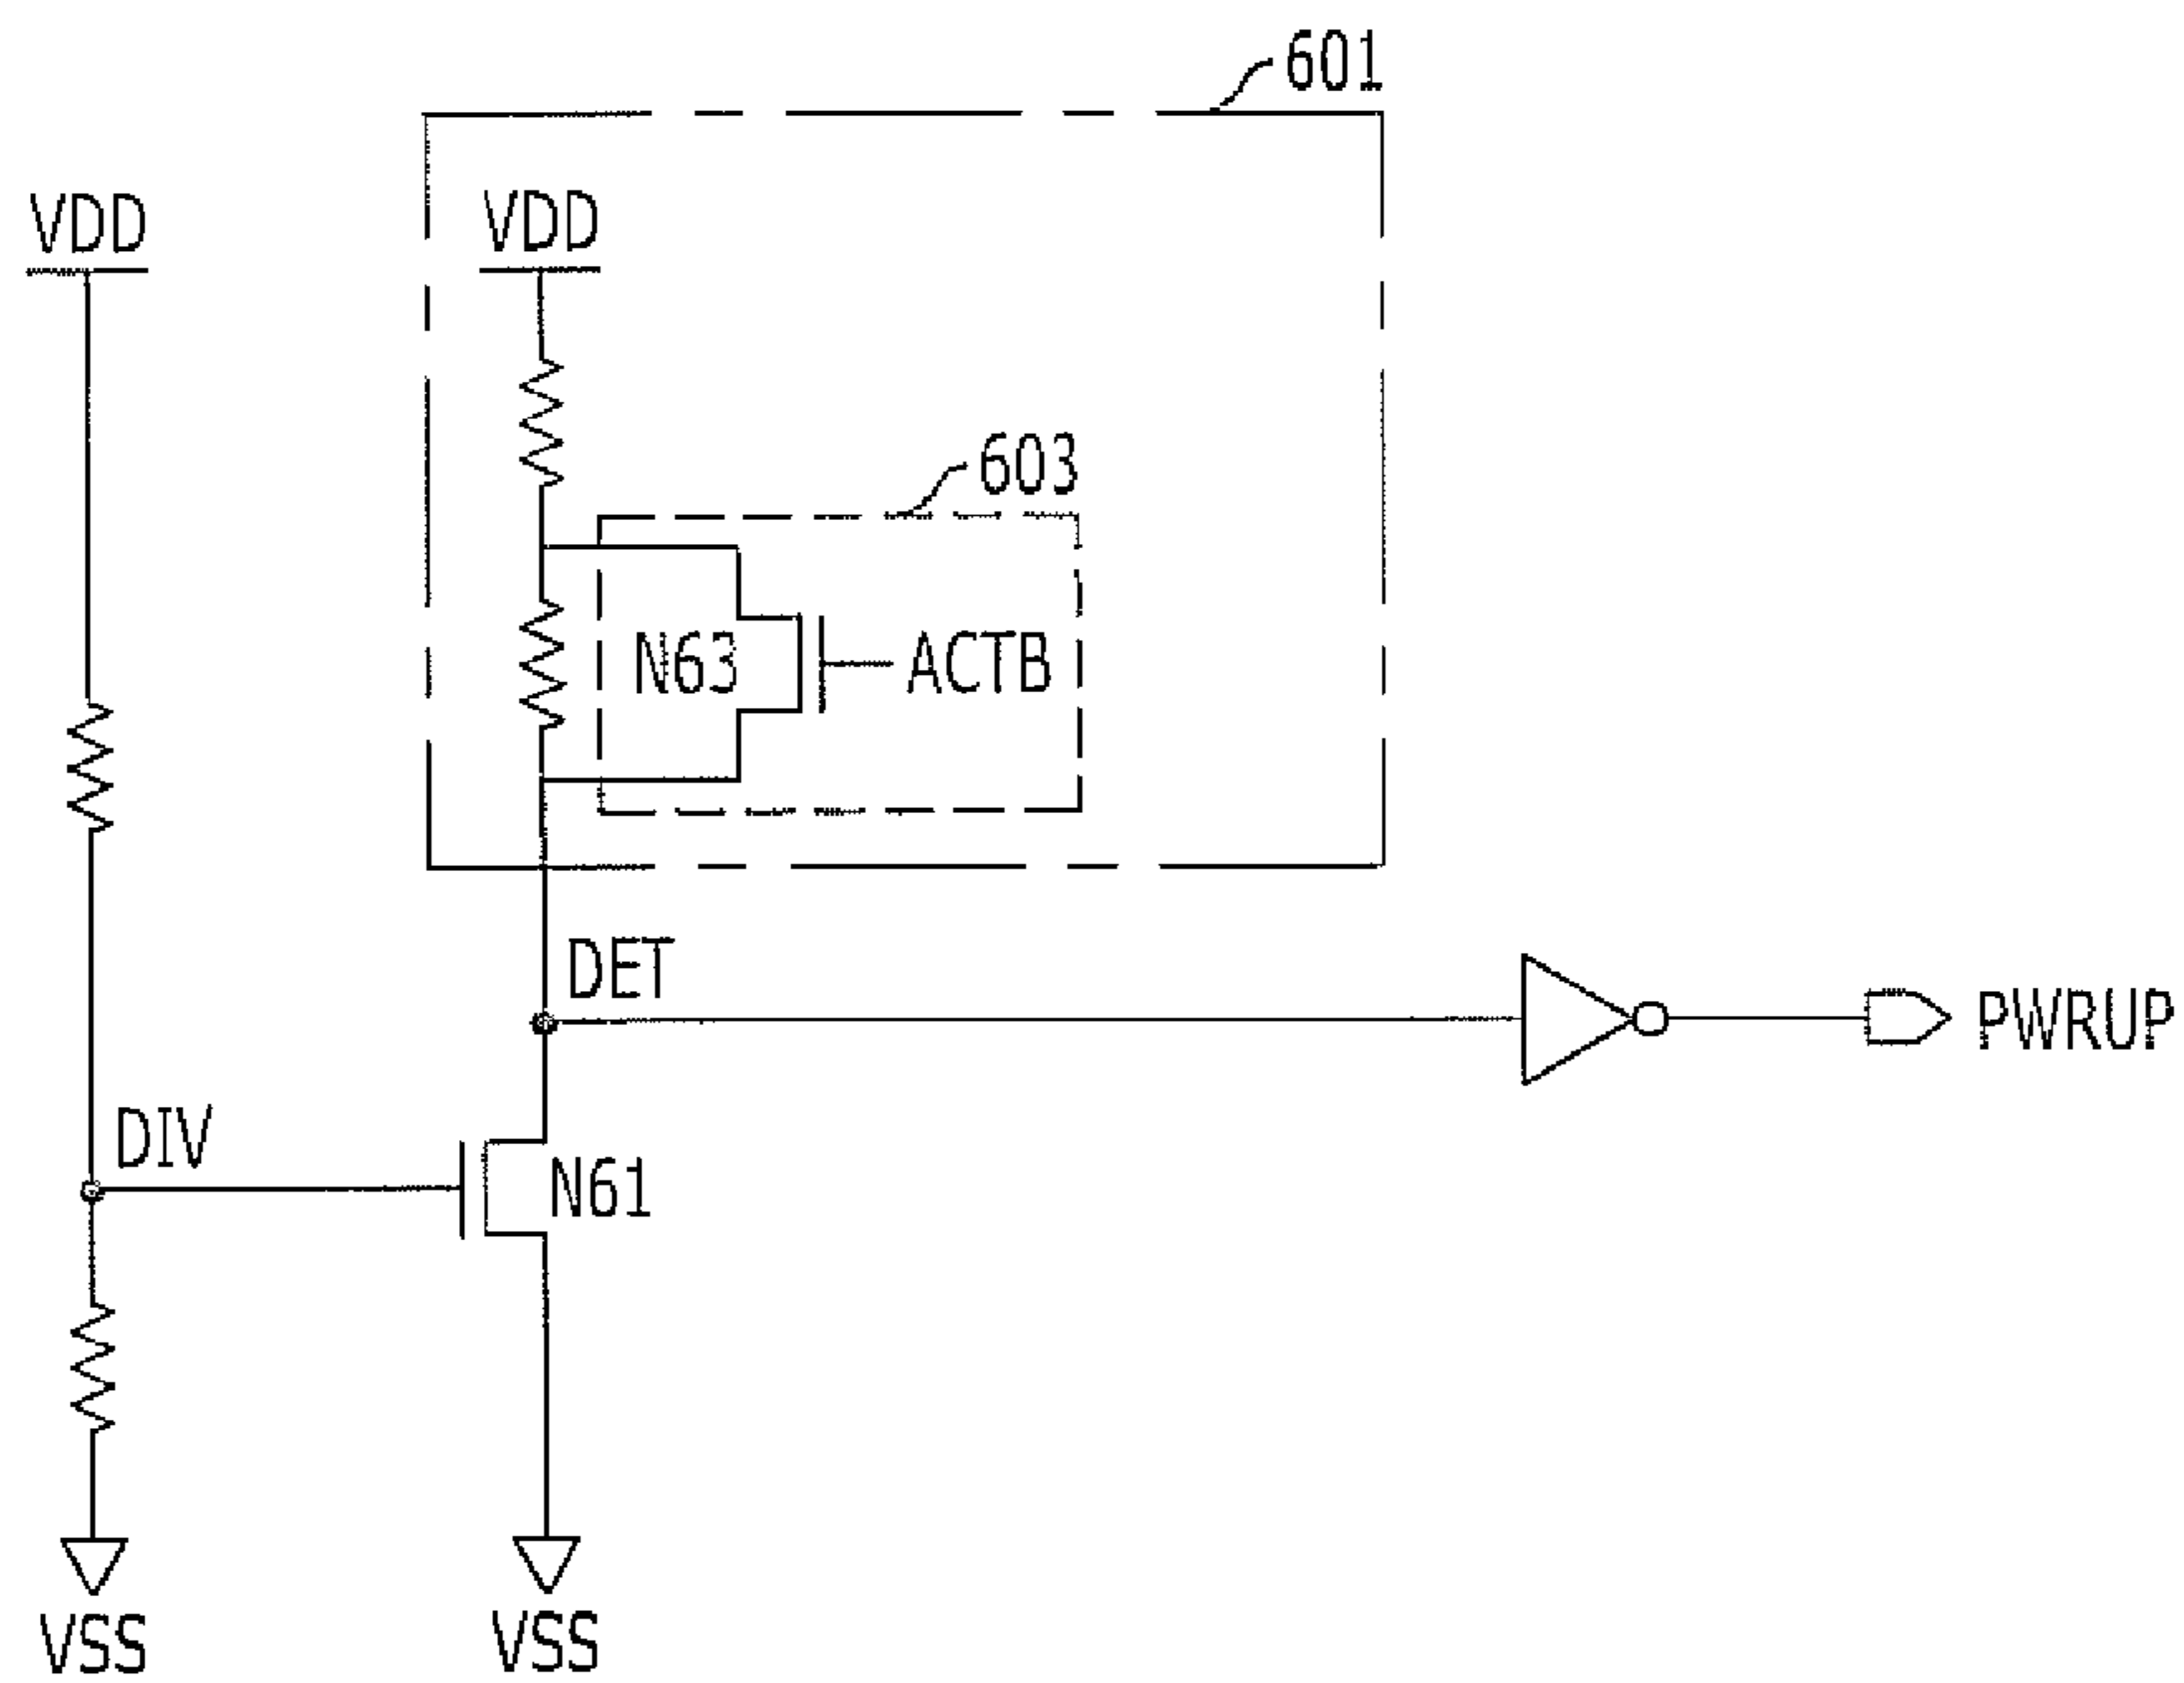 601
VDD
VDD
603
N63
ACTB
DET
PWRUP
DIV
N61
VSS
VSS